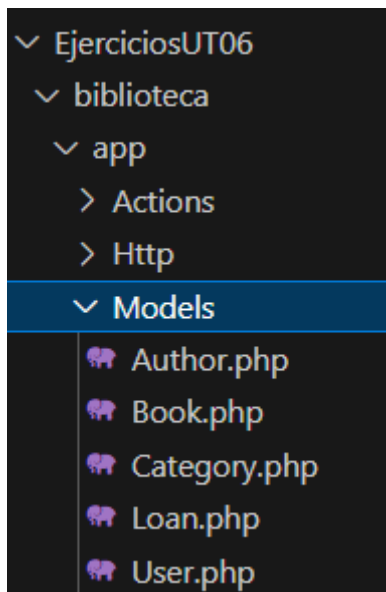 EjerciciosUT06
biblioteca
app
Actions
Http
Models
Author.php
Book.php
Category.php
Loan.php
User.php